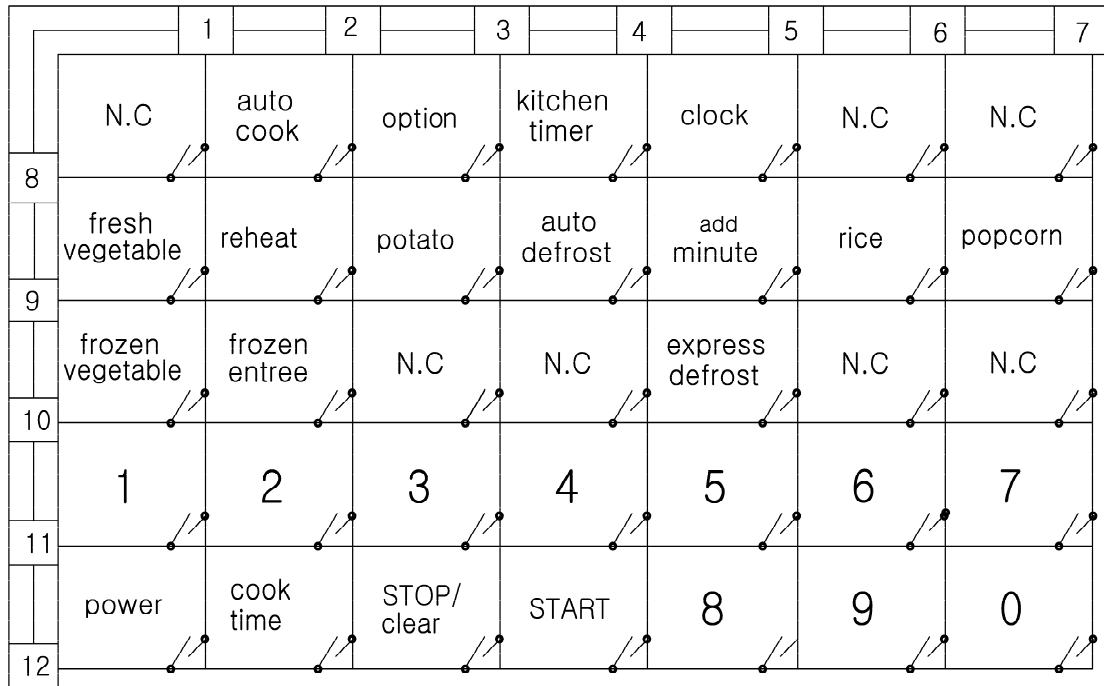 1 2 3 4 5 6 7
N.C
auto
cook
option
kitchen
timer
clock
N.C
N.C
8
fresh
vegetable
reheat
potato
auto
defrost
add
minute
rice
popcorn
9
frozen
vegetable
frozen
entree
N.C
N.C
express
defrost
N.C
N.C
10
1 2 3 4 5 6 7
11
power
cook
time
STOP/
clear
START
8
9
0
12